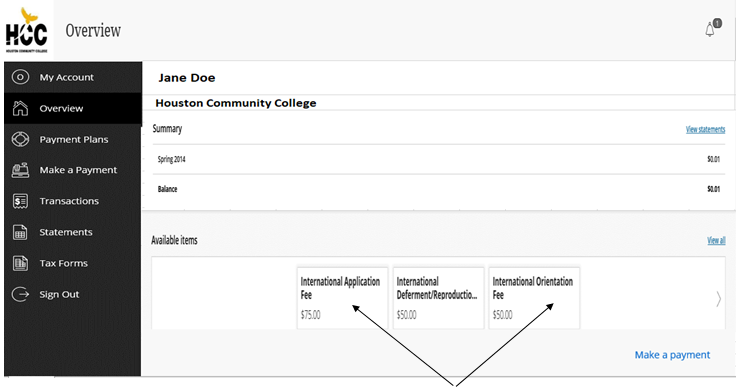 HCC
HOUSTON COMMUNITY COLLEGE
Overview
1
My Account
Overview
Payment Plans
Make a Payment
Transactions
Statements
Tax Forms
Sign Out
Jane Doe
Houston Community College
Summary View statements
Spring 2014 $0.01
Balance $0.01
Available items View all
International Application
Fee
$75.00
International
Deferment/Reproductio...
$50.00
International Orientation
Fee
$50.00
Make a payment